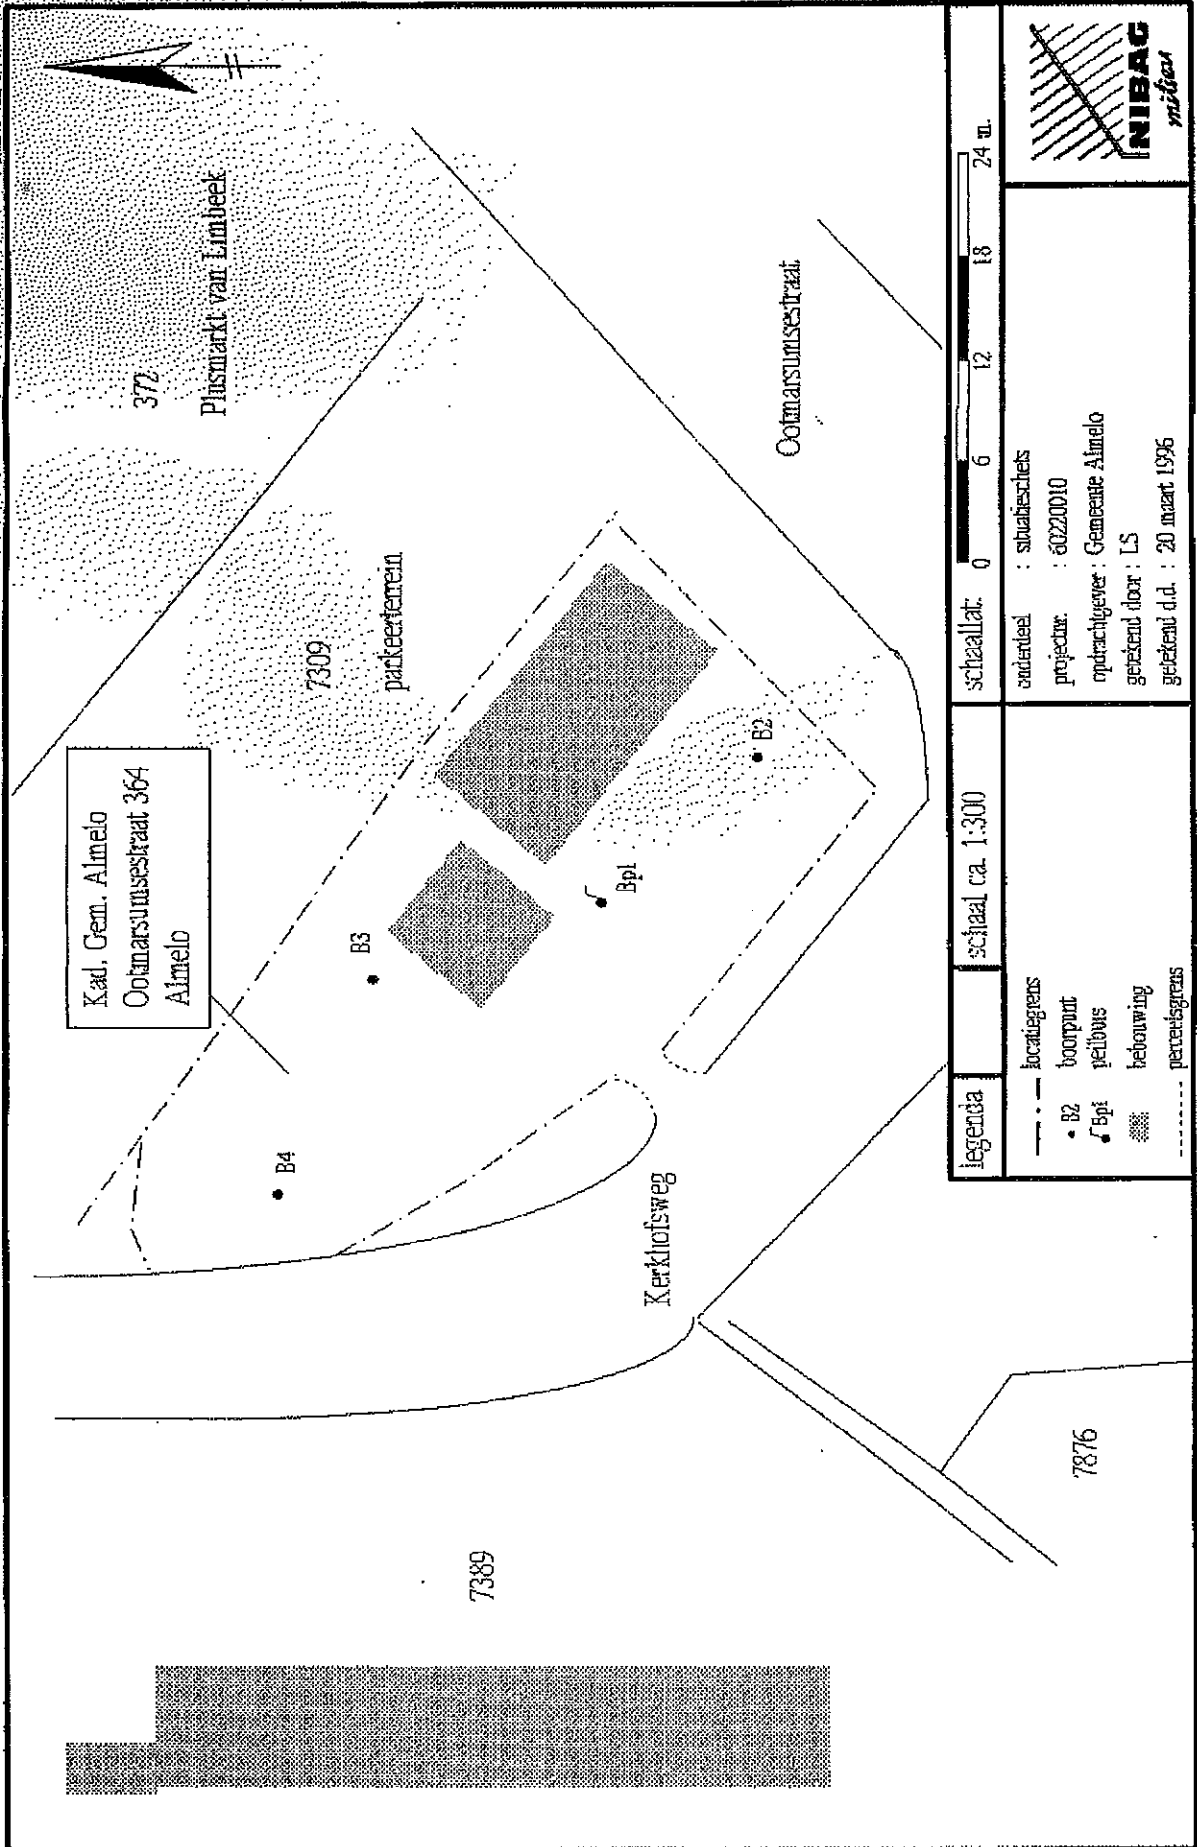 372
Plusmarkt van Limbeek
7309
parkeerterrein
Kad. Gem. Almelo
Ootmarsumsestraat 364
Almelo
B3
B4
Bp1
B2
Ootmarsumsestraat
Kerkhofsweg
7389
7876
legenda
schaal ca. 1:300
schaallat:
0 6 12 18 24 m.
locatiegrens
B2 boorpunt
Bp1 peilbuis
bebouwing
perceelsgrens
onderdeel : situatieschets
projectnr. : 60220010
opdrachtgever : Gemeente Almelo
getekend door : LS
getekend d.d. : 20 maart 1996
NIBAG
milieu